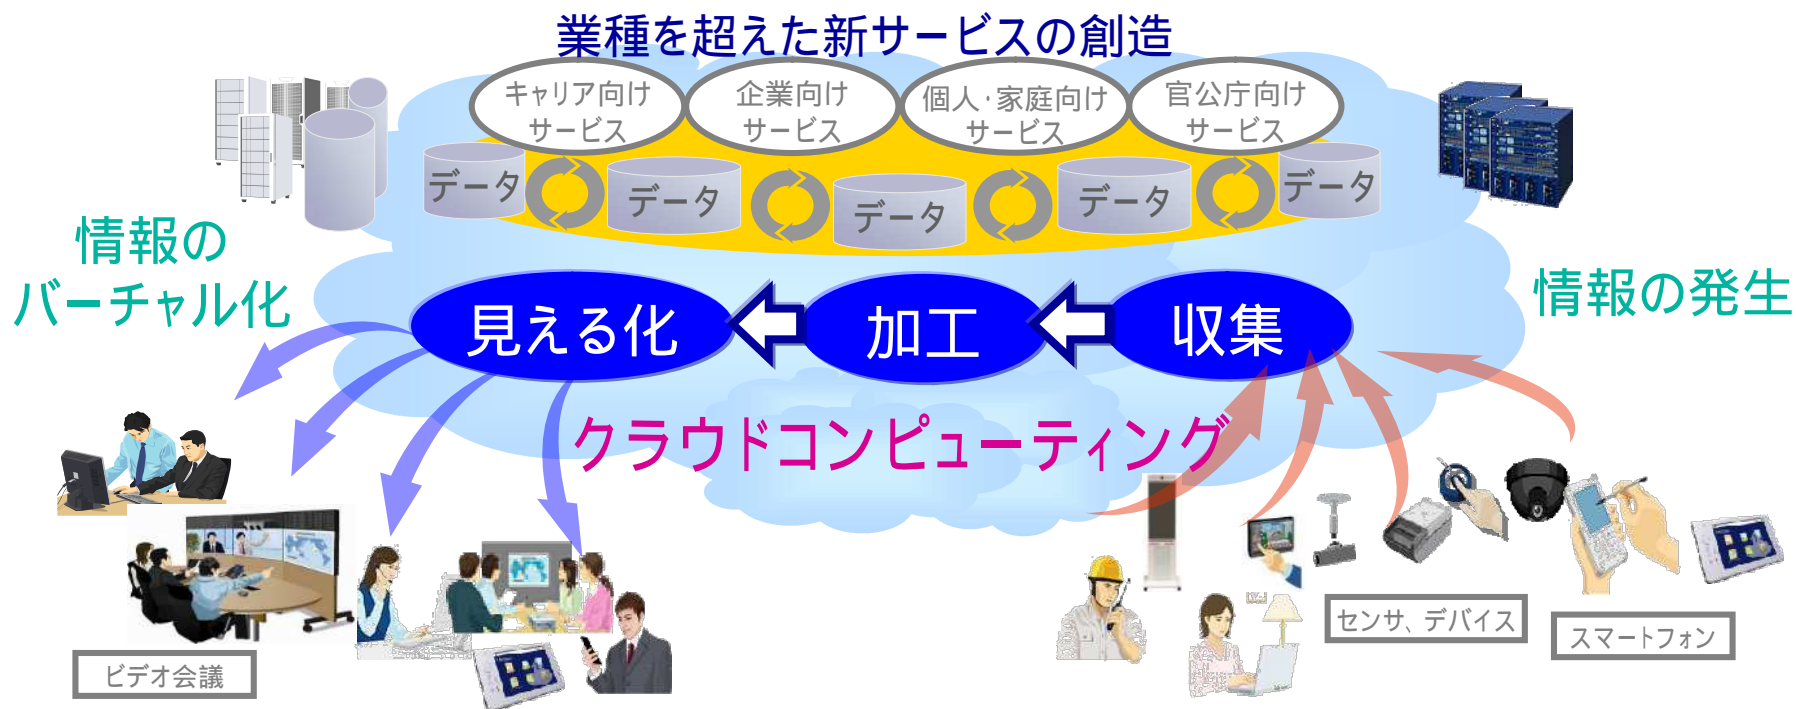 業種を超えた新サービスの創造
キャリア向け
サービス
企業向け
サービス
個人・家庭向け
サービス
官公庁向け
サービス
データ
データ
データ
データ
データ
情報の
バーチャル化
情報の発生
見える化
加工
収集
クラウドコンピューティング
ビデオ会議
センサ、デバイス
スマートフォン